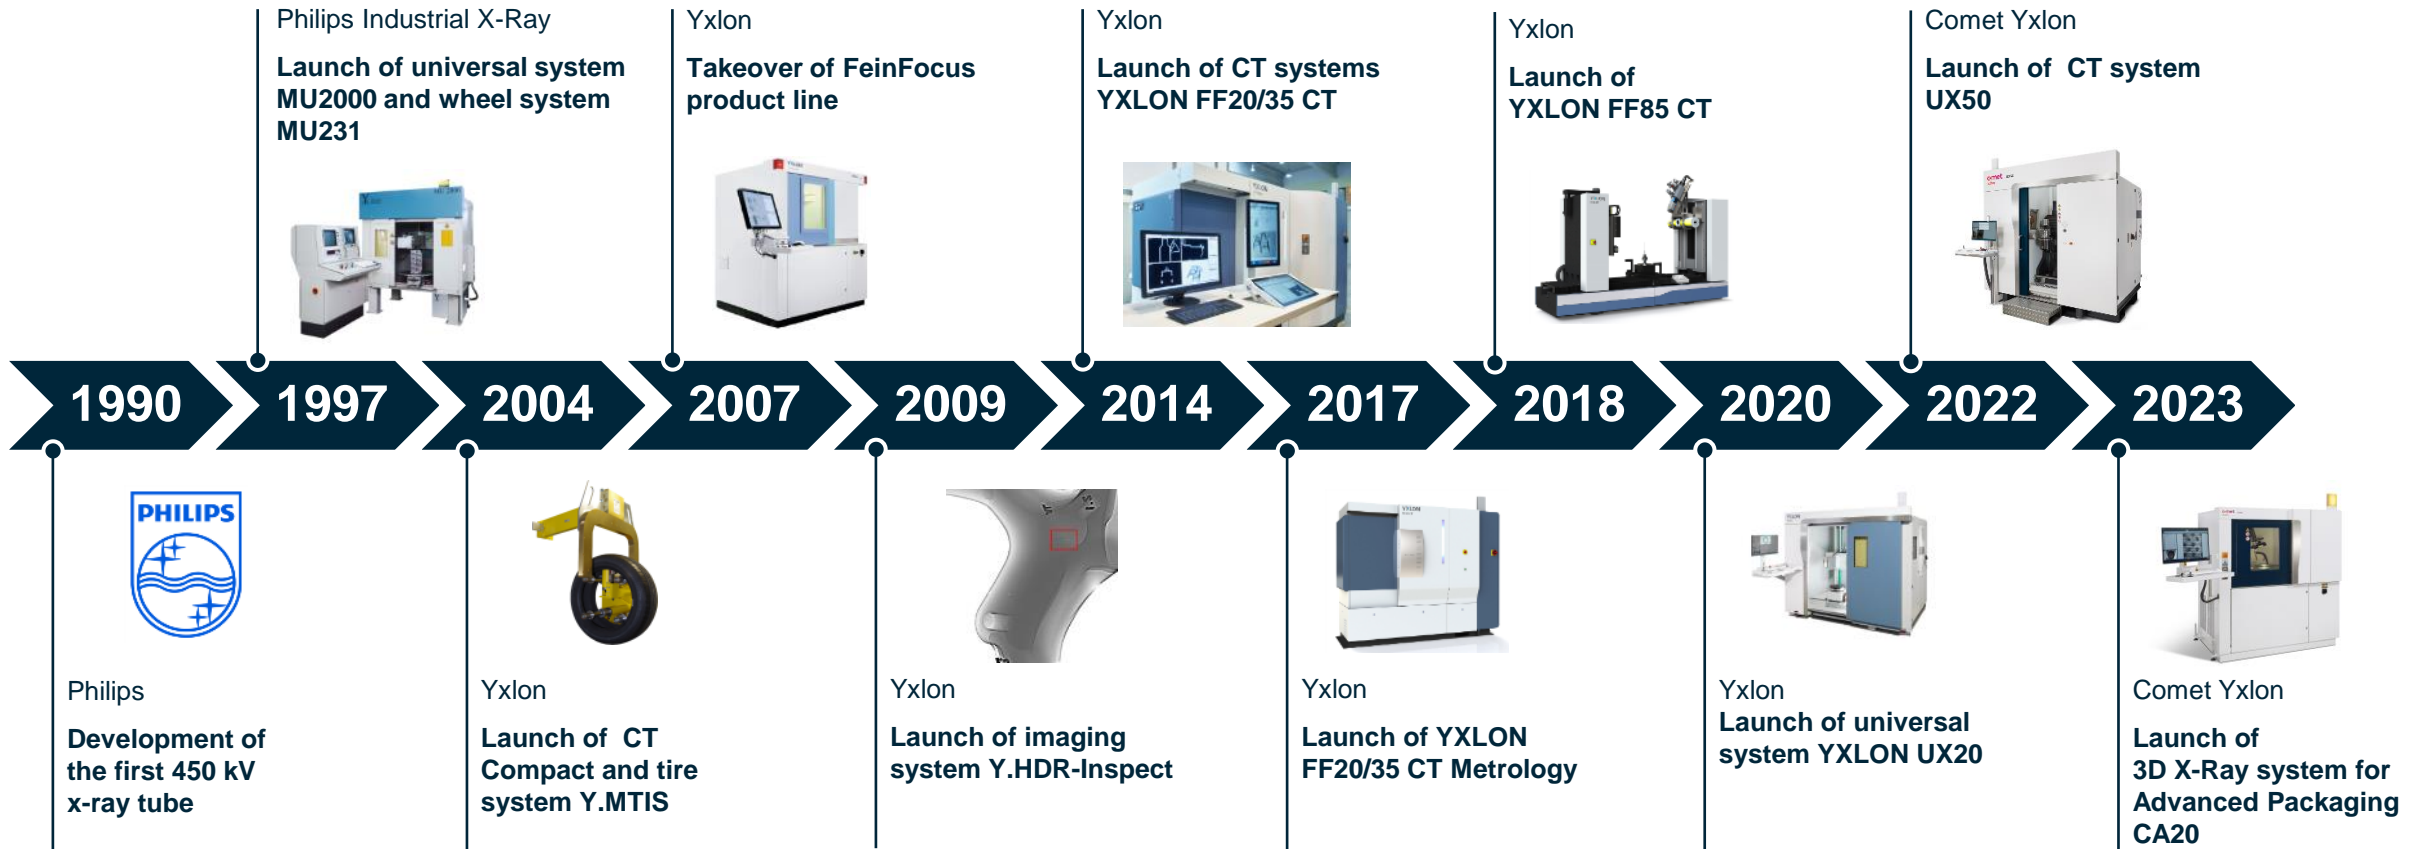 Philips Industrial X-Ray
Launch of universal system
MU2000 and wheel system
MU231
Yxlon
Takeover of FeinFocus
product line
Yxlon
Launch of CT systems
YXLON FF20/35 CT
Yxlon
Launch of
YXLON FF85 CT
Comet Yxlon
Launch of  CT system
UX50
1990
1997
2004
2007
2009
2014
2017
2018
2020
2022
2023
PHILIPS
Philips
Development of
the first 450 kV
x-ray tube
Yxlon
Launch of  CT
Compact and tire
system Y.MTIS
Yxlon
Launch of imaging
system Y.HDR-Inspect
YXLON
Yxlon
Launch of YXLON
FF20/35 CT Metrology
Yxlon
Launch of universal
system YXLON UX20
Comet Yxlon
Launch of
3D X-Ray system for
Advanced Packaging
CA20